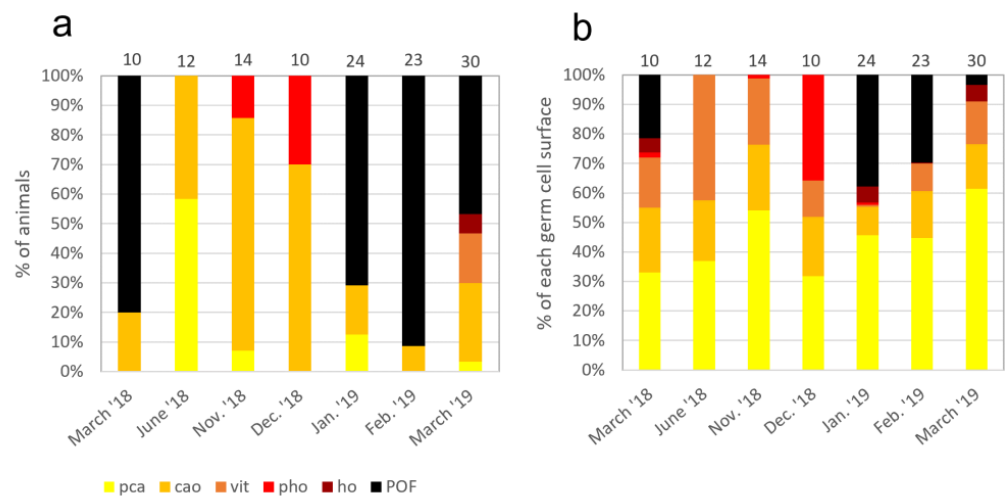 a
10 12 14 10 24 23 30
100%
90%
80%
70%
60%
50%
40%
30%
20%
10%
0%
% of animals
March '18 June '18 Nov. '18 Dec. '18 Jan. '19 Feb. '19 March '19
pca cao vit pho ho POF
b
10 12 14 10 24 23 30
100%
90%
80%
70%
60%
50%
40%
30%
20%
10%
0%
% of each germ cell surface
March '18 June '18 Nov. '18 Dec. '18 Jan. '19 Feb. '19 March '19